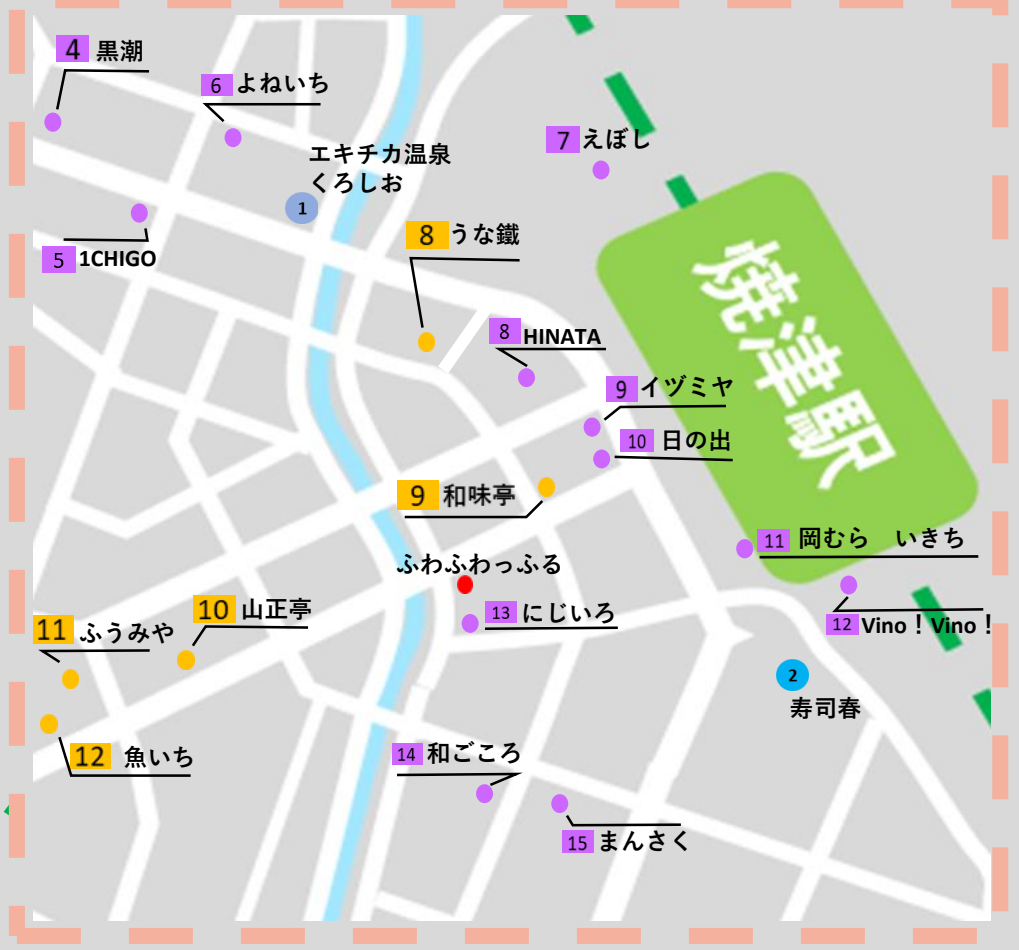 4 黒潮
6 よねいち
7 えぼし
エキチカ温泉
くろしお
1
5 1CHIGO
8 うな鐵
8 HINATA
焼津駅
9 イヅミヤ
10 日の出
9 和味亭
11 岡むら　いきち
ふわふわっふる
13 にじいろ
12 Vino！Vino！
10 山正亭
11 ふうみや
2
寿司春
12 魚いち
14 和ごころ
15 まんさく